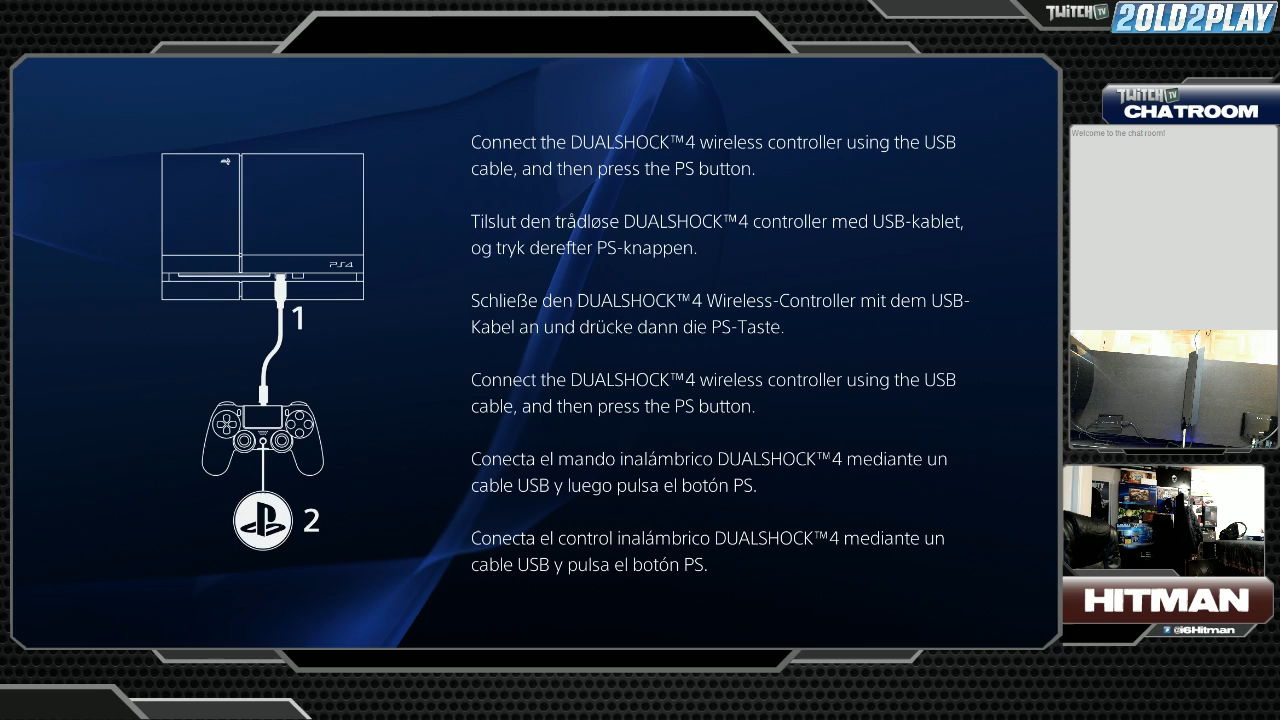 TWITCH TV 2OLD2PLAY
TWITCH TV
CHATROOM
Welcome to the chat room!
Connect the DUALSHOCK™4 wireless controller using the USB
cable, and then press the PS button.
Tilslut den trådløse DUALSHOCK™4 controller med USB-kablet,
og tryk derefter PS-knappen.
Schließe den DUALSHOCK™4 Wireless-Controller mit dem USB-
Kabel an und drücke dann die PS-Taste.
Connect the DUALSHOCK™4 wireless controller using the USB
cable, and then press the PS button.
Conecta el mando inalámbrico DUALSHOCK™4 mediante un
cable USB y luego pulsa el botón PS.
Conecta el control inalámbrico DUALSHOCK™4 mediante un
cable USB y pulsa el botón PS.
PS4
1
2
HITMAN
@i6Hitman